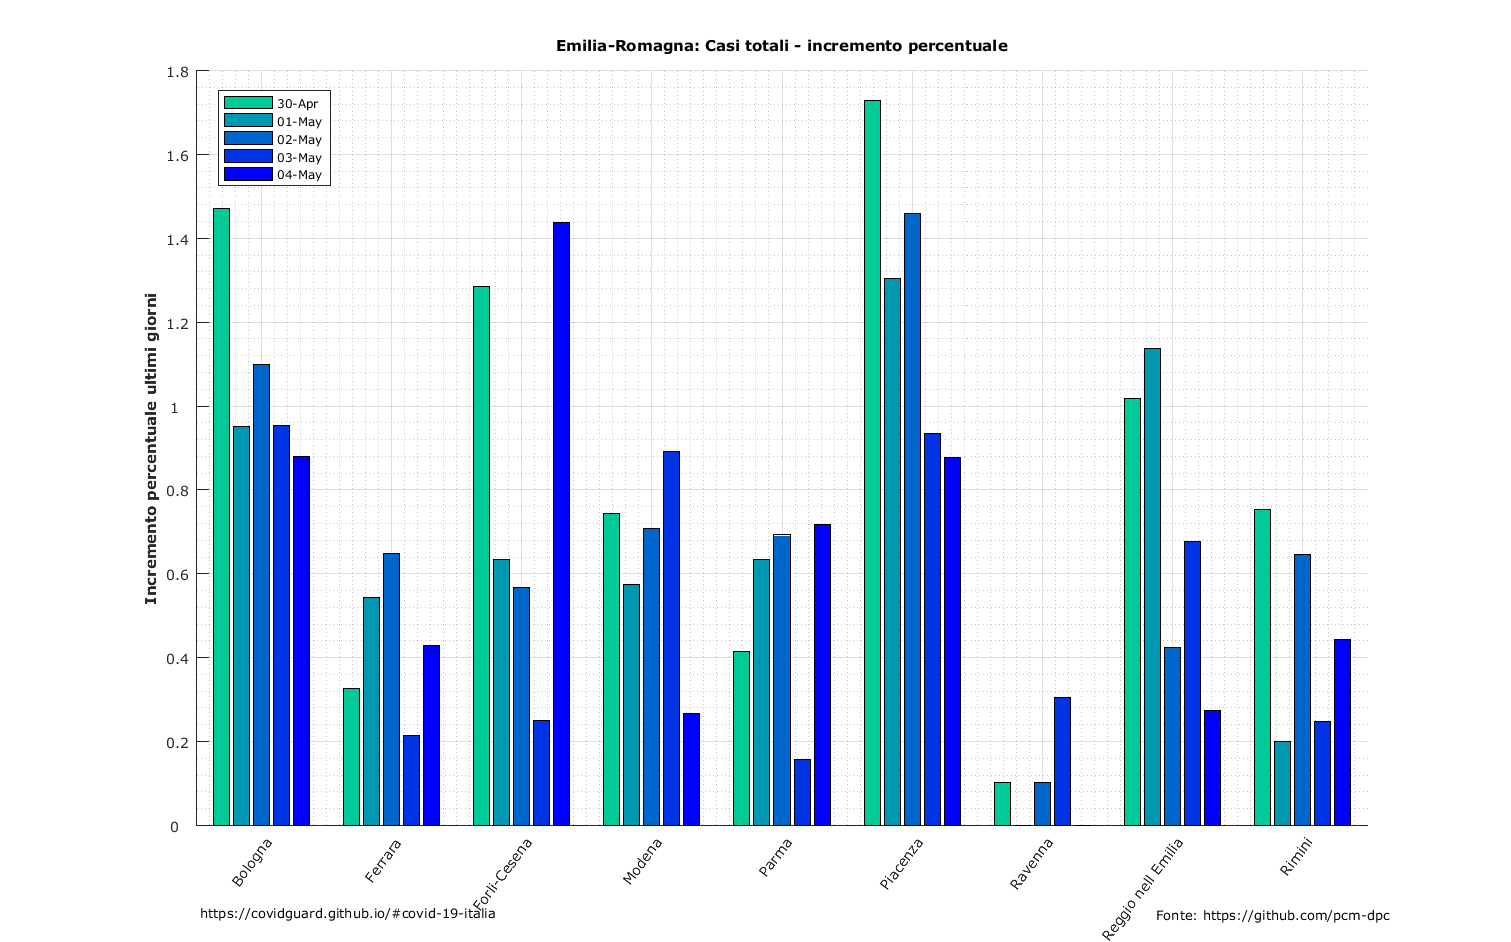 Emilia-Romagna: Casi totali - incremento percentuale
Incremento percentuale ultimi giorni
1.8
1.6
1.4
1.2
1
0.8
0.6
0.4
0.2
0
30-Apr
01-May
02-May
03-May
04-May
Bologna
Ferrara
Forlì-Cesena
Modena
Parma
Piacenza
Ravenna
Reggio nell Emilia
Rimini
https://covidguard.github.io/#covid-19-italia
Fonte: https://github.com/pcm-dpc